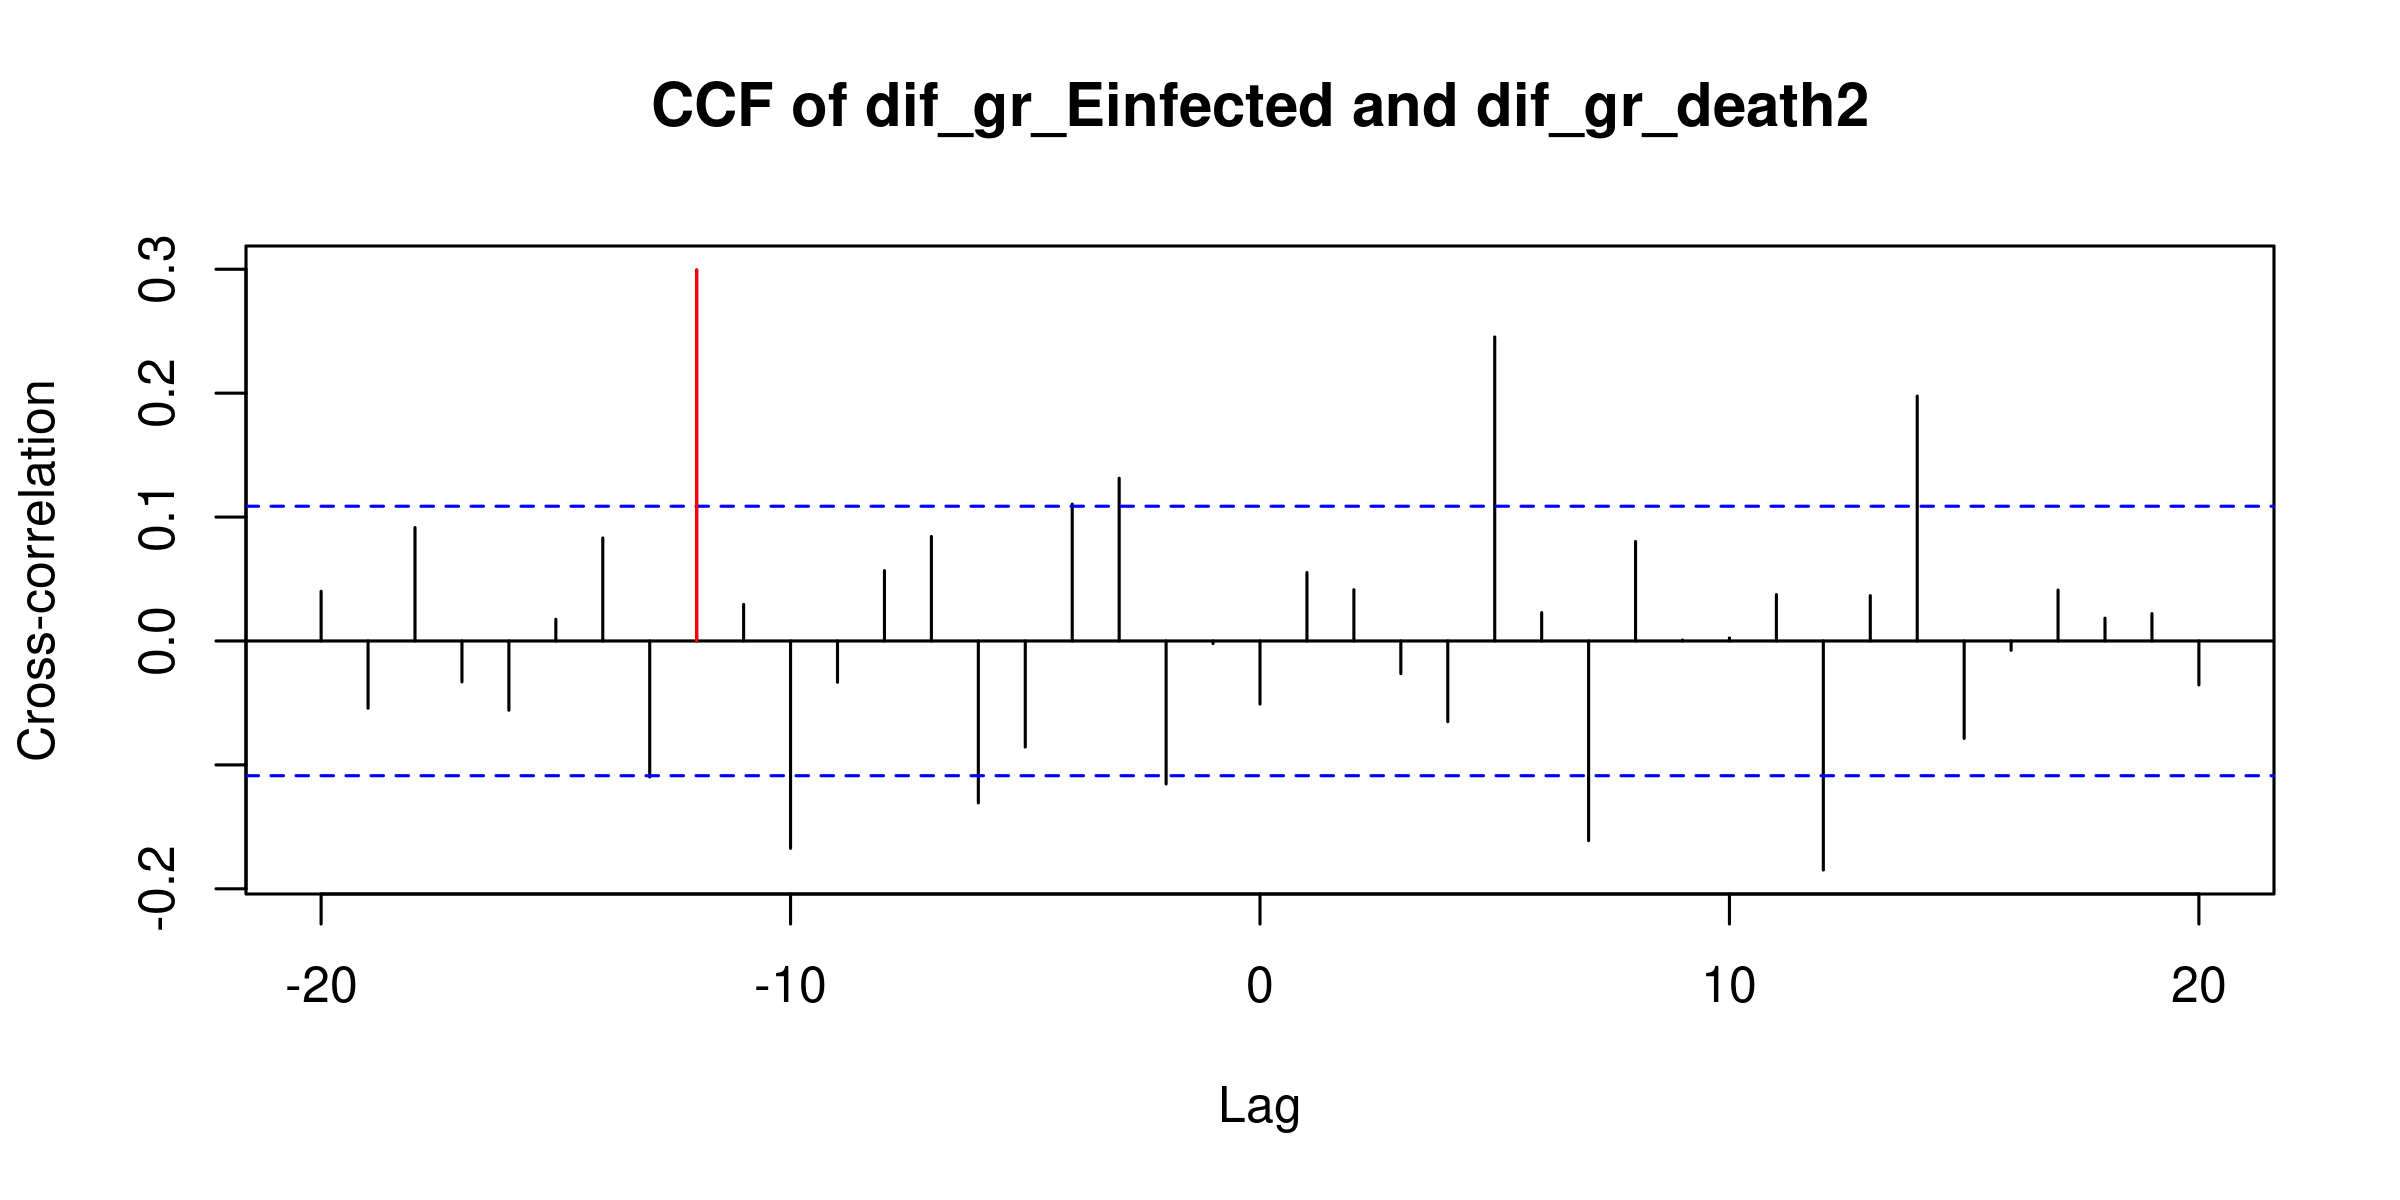 CCF of dif_gr_Einfected and dif_gr_death2
Cross-correlation
0.3
0.2
0.1
0.0
-0.2
-20 -10 0 10 20
Lag